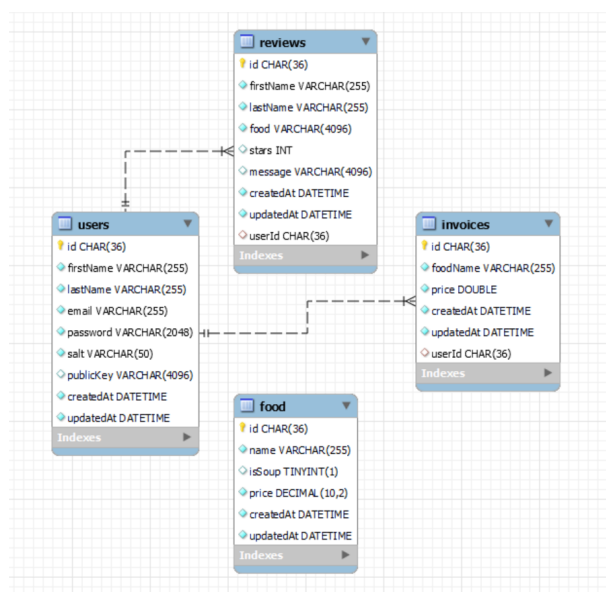 reviews
id CHAR(36)
firstName VARCHAR(255)
lastName VARCHAR(255)
food VARCHAR(4096)
stars INT
message VARCHAR(4096)
createdAt DATETIME
updatedAt DATETIME
userId CHAR(36)
Indexes
users
id CHAR(36)
firstName VARCHAR(255)
lastName VARCHAR(255)
email VARCHAR(255)
password VARCHAR(2048)
salt VARCHAR(50)
publicKey VARCHAR(4096)
createdAt DATETIME
updatedAt DATETIME
Indexes
invoices
id CHAR(36)
foodName VARCHAR(255)
price DOUBLE
createdAt DATETIME
updatedAt DATETIME
userId CHAR(36)
Indexes
food
id CHAR(36)
name VARCHAR(255)
isSoup TINYINT(1)
price DECIMAL(10,2)
createdAt DATETIME
updatedAt DATETIME
Indexes